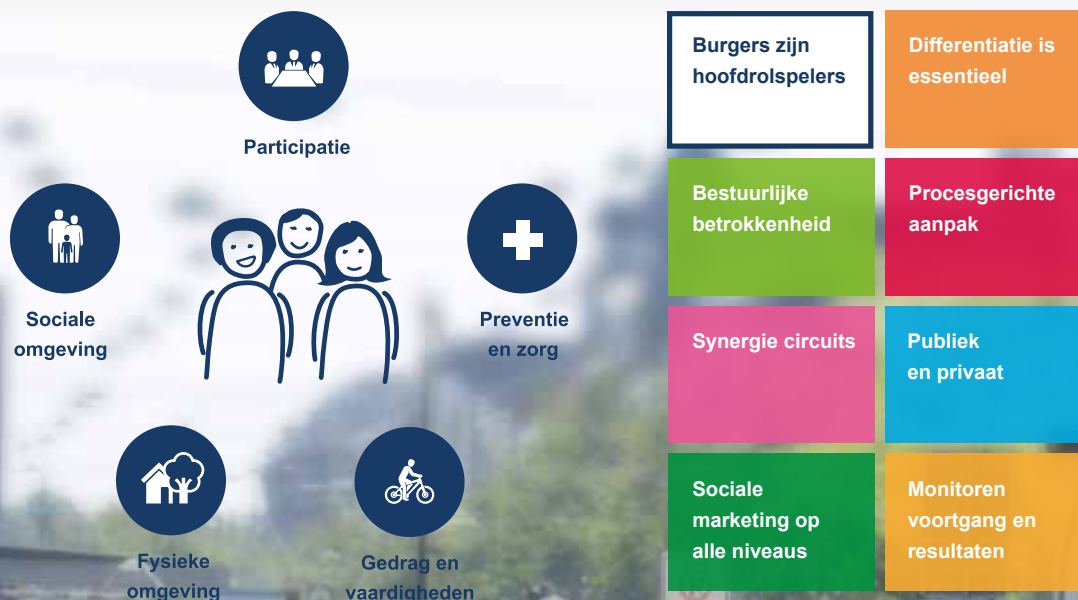 Participatie
Sociale
omgeving
Preventie
en zorg
Fysieke
omgeving
Gedrag en
vaardigheden
Burgers zijn
hoofdrolspelers
Differentiatie is
essentieel
Bestuurlijke
betrokkenheid
Procesgerichte
aanpak
Synergie circuits
Publiek
en privaat
Sociale
marketing op
alle niveaus
Monitoren
voortgang en
resultaten